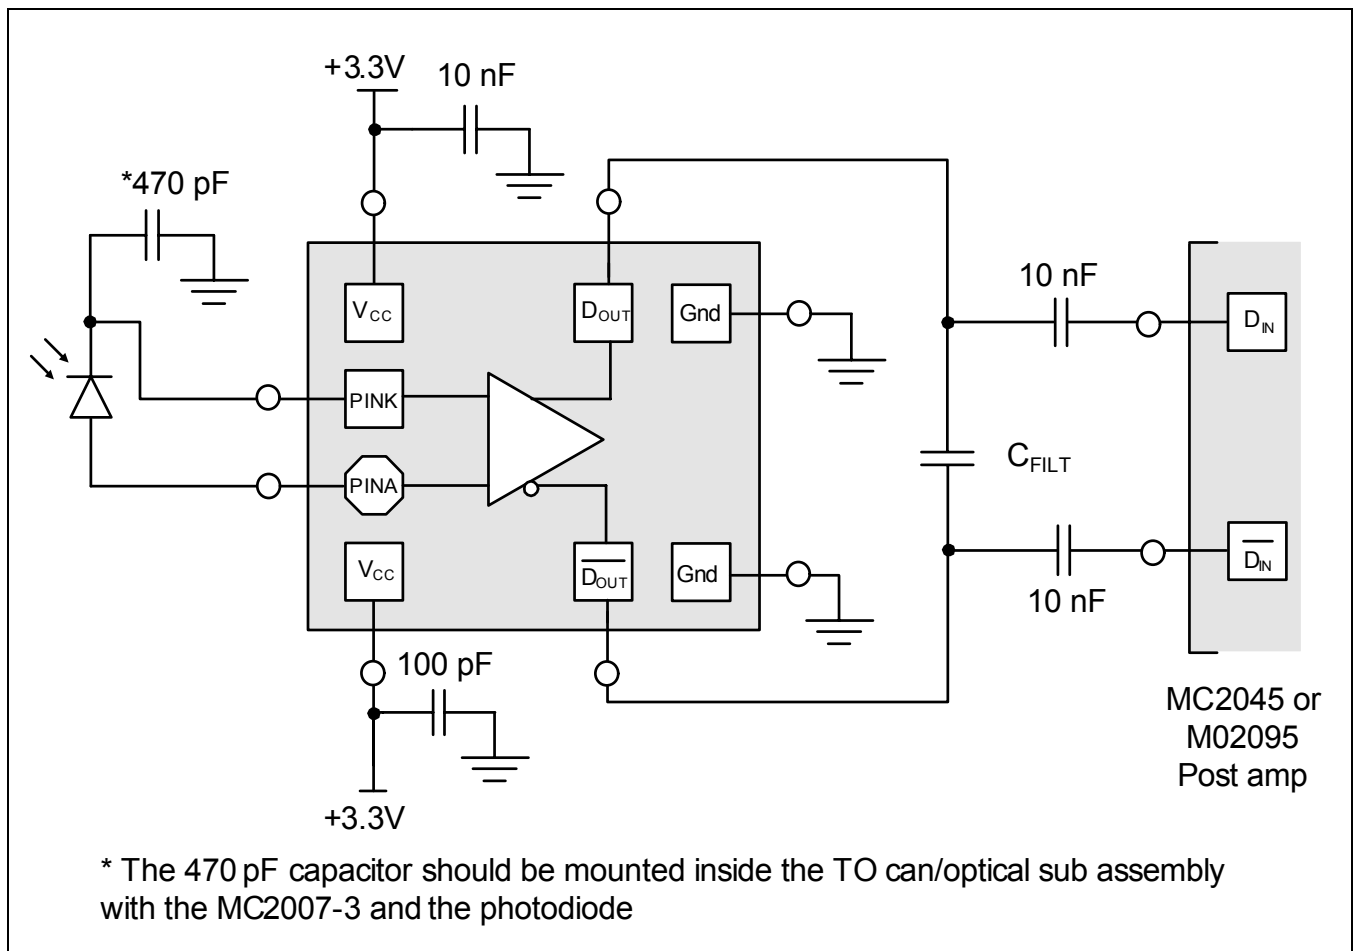 +3.3V
10 nF
*470 pF
VCC
DOUT
Gnd
10 nF
DIN
PINK
PINA
CFILT
VCC
DOUT
Gnd
DIN
10 nF
100 pF
+3.3V
MC2045 or
M02095
Post amp
* The 470 pF capacitor should be mounted inside the TO can/optical sub assembly
with the MC2007-3 and the photodiode